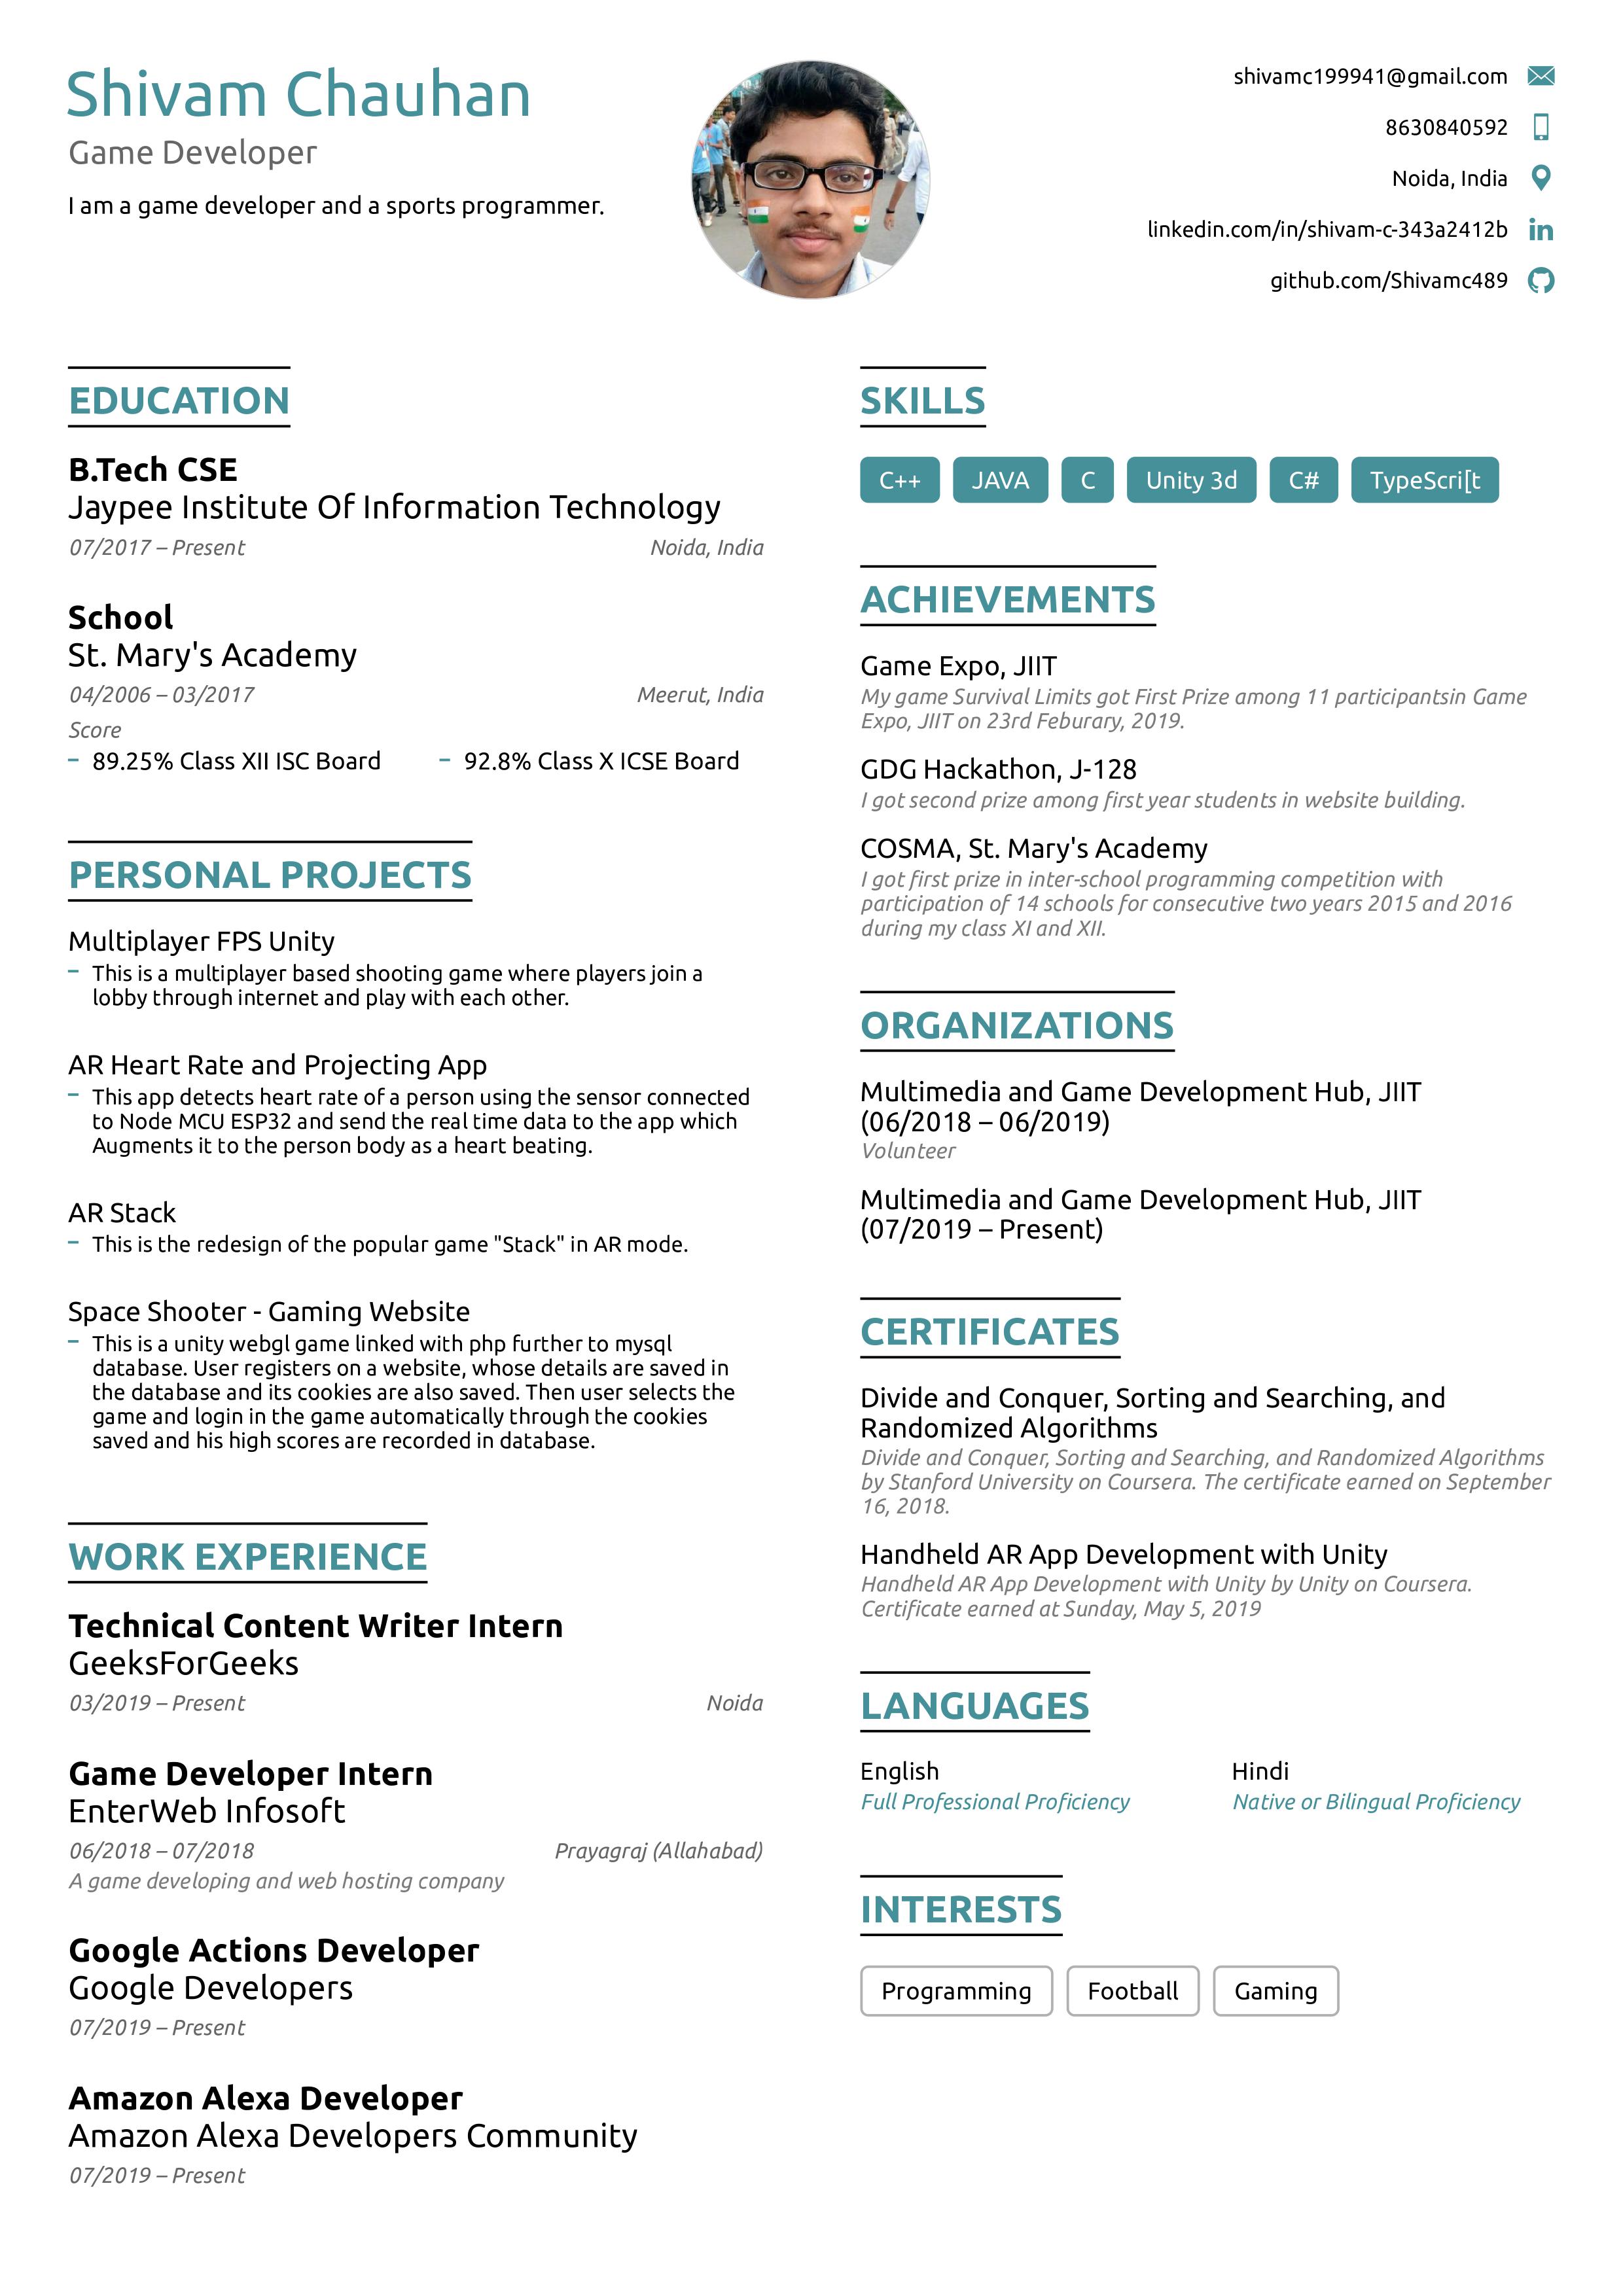 Shivam Chauhan
Game Developer
I am a game developer and a sports programmer.
shivamc199941@gmail.com
8630840592
Noida, India
linkedin.com/in/shivam-c-343a2412b
github.com/Shivamc489
EDUCATION
B.Tech CSE
Jaypee Institute Of Information Technology
07/2017 – Present Noida, India
School
St. Mary's Academy
04/2006 – 03/2017 Meerut, India
Score
– 89.25% Class XII ISC Board – 92.8% Class X ICSE Board
PERSONAL PROJECTS
Multiplayer FPS Unity
– This is a multiplayer based shooting game where players join a
lobby through internet and play with each other.
AR Heart Rate and Projecting App
– This app detects heart rate of a person using the sensor connected
to Node MCU ESP32 and send the real time data to the app which
Augments it to the person body as a heart beating.
AR Stack
– This is the redesign of the popular game "Stack" in AR mode.
Space Shooter - Gaming Website
– This is a unity webgl game linked with php further to mysql
database. User registers on a website, whose details are saved in
the database and its cookies are also saved. Then user selects the
game and login in the game automatically through the cookies
saved and his high scores are recorded in database.
WORK EXPERIENCE
Technical Content Writer Intern
GeeksForGeeks
03/2019 – Present Noida
Game Developer Intern
EnterWeb Infosoft
06/2018 – 07/2018 Prayagraj (Allahabad)
A game developing and web hosting company
Google Actions Developer
Google Developers
07/2019 – Present
Amazon Alexa Developer
Amazon Alexa Developers Community
07/2019 – Present
SKILLS
C++ JAVA C Unity 3d C# TypeScri[t
ACHIEVEMENTS
Game Expo, JIIT
My game Survival Limits got First Prize among 11 participantsin Game
Expo, JIIT on 23rd Feburary, 2019.
GDG Hackathon, J-128
I got second prize among first year students in website building.
COSMA, St. Mary's Academy
I got first prize in inter-school programming competition with
participation of 14 schools for consecutive two years 2015 and 2016
during my class XI and XII.
ORGANIZATIONS
Multimedia and Game Development Hub, JIIT
(06/2018 – 06/2019)
Volunteer
Multimedia and Game Development Hub, JIIT
(07/2019 – Present)
CERTIFICATES
Divide and Conquer, Sorting and Searching, and
Randomized Algorithms
Divide and Conquer, Sorting and Searching, and Randomized Algorithms
by Stanford University on Coursera. The certificate earned on September
16, 2018.
Handheld AR App Development with Unity
Handheld AR App Development with Unity by Unity on Coursera.
Certificate earned at Sunday, May 5, 2019
LANGUAGES
English Hindi
Full Professional Proficiency Native or Bilingual Proficiency
INTERESTS
Programming Football Gaming